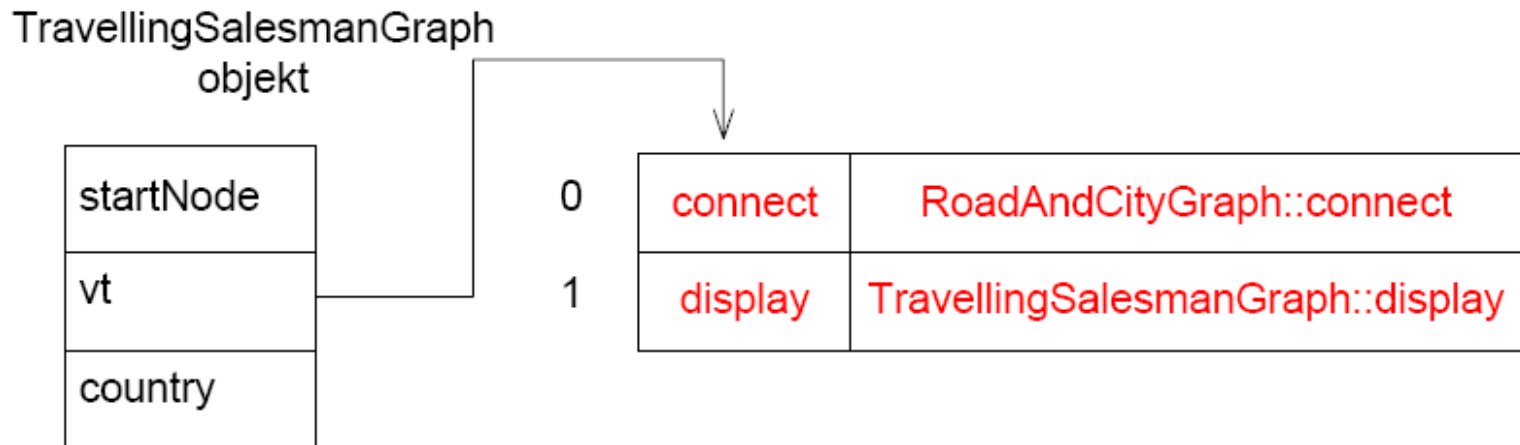 TravellingSalesmanGraph
objekt
startNode
0
connect
RoadAndCityGraph::connect
vt
1
display
TravellingSalesmanGraph::display
country